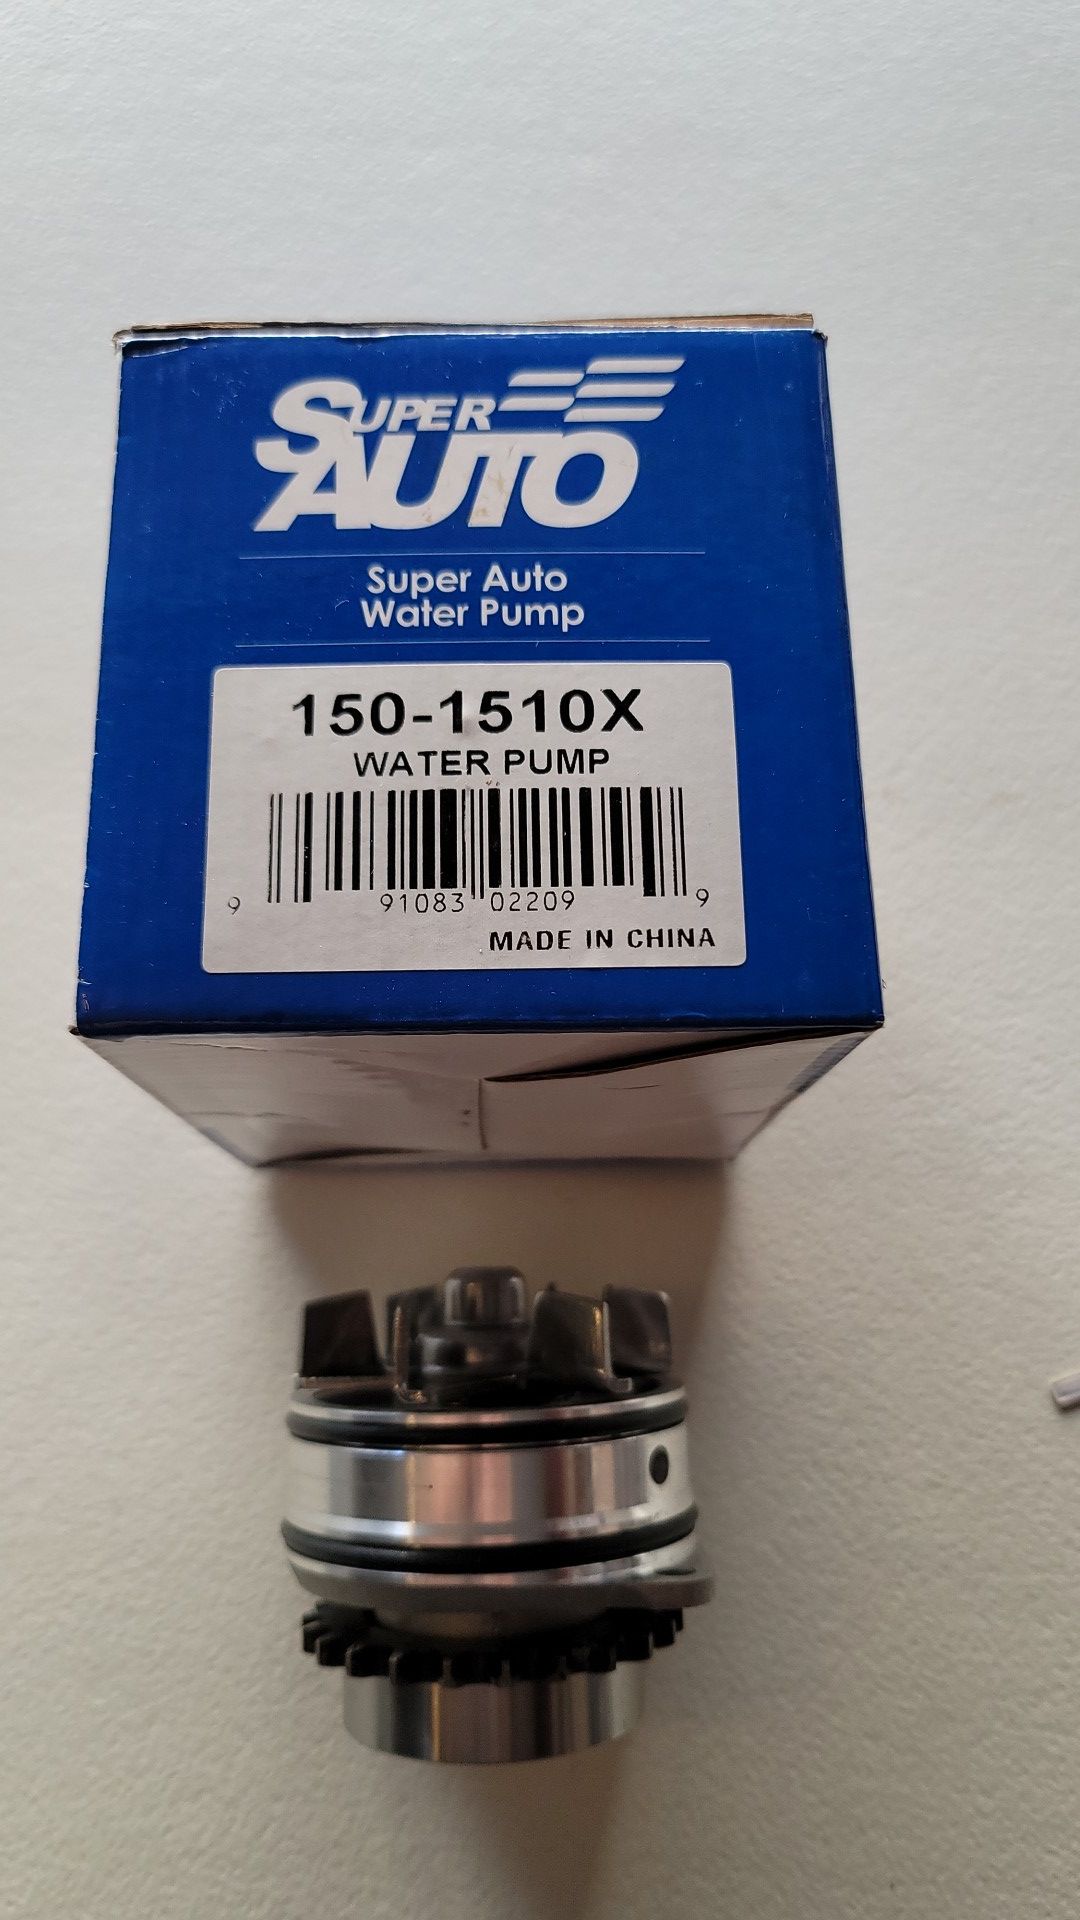 SUPER
AUTO
Super Auto
Water Pump
150-1510X
WATER PUMP
9 91083 02209 9
MADE IN CHINA